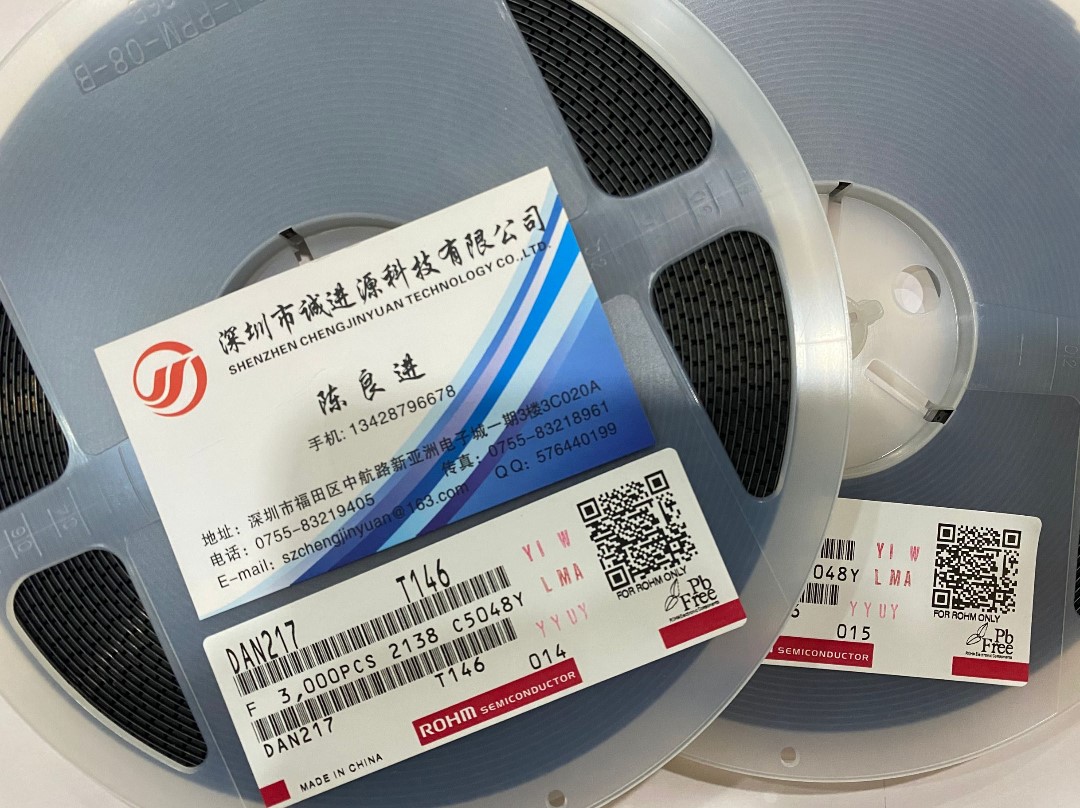 PPM-08-B
深圳市诚进源科技有限公司
SHENZHEN CHENGJINYUAN TECHNOLOGY CO.,LTD.
陈良进
手机: 13428796678
地址: 深圳市福田区中航路新亚洲电子城一期3楼3C020A
电话: 0755-83219405 传真: 0755-83218961
E-mail: szchengjinyuan@163.com QQ: 576440199
DAN217 T146
F 3,000PCS 2138 C5048Y
DAN217 T146 014
YI W
LMA
YYUY
FOR ROHM ONLY
Pb
Free
ROHM SEMICONDUCTOR
MADE IN CHINA
048Y
YI W
LMA
YYUY
015
FOR ROHM ONLY
Pb
Free
SEMICONDUCTOR